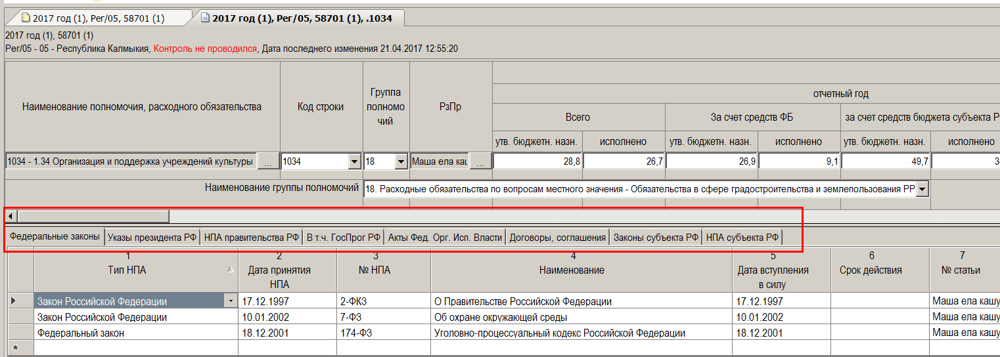 2017 год (1), Рег/05, 58701 (1)
2017 год (1), Рег/05, 58701 (1), .1034
2017 год (1), 58701 (1)
Рег/05 - 05 - Республика Калмыкия, Контроль не проводился, Дата последнего изменения 21.04.2017 12:55:20
Наименование полномочия, расходного обязательства
Код строки
Группа
полномо
чий
РзПр
отчетный год
Всего
За счет средств ФБ
за счет средств бюджета субъекта Р
утв. бюджетн. назн.
исполнено
утв. бюджетн. назн.
исполнено
утв. бюджетн. назн.
исполнено
1034 - 1.34 Организация и поддержка учреждений культуры ... 1034 18 Маша ела каш ... 28,8 26,7 26,9 9,1 49,7 3
Наименование группы полномочий 18. Расходные обязательства по вопросам местного значения - Обязательства в сфере градостроительства и землепользования РР
Федеральные законы Указы президента РФ НПА правительства РФ В т.ч. ГосПрог РФ Акты Фед. Орг. Исп. Власти Договоры, соглашения Законы субъекта РФ НПА субъекта РФ
1 2 3 4 5 6 7
Тип НПА
Дата принятия
НПА
№ НПА
Наименование
Дата вступления
в силу
Срок действия
№ статьи
Закон Российской Федерации 17.12.1997 2-ФКЗ О Правительстве Российской Федерации 17.12.1997 Маша ела кашу
Закон Российской Федерации 10.01.2002 7-ФЗ Об охране окружающей среды 10.01.2002 Маша ела кашу
Федеральный закон 18.12.2001 174-ФЗ Уголовно-процессуальный кодекс Российской Федерации 18.12.2001 Маша ела кашу
*